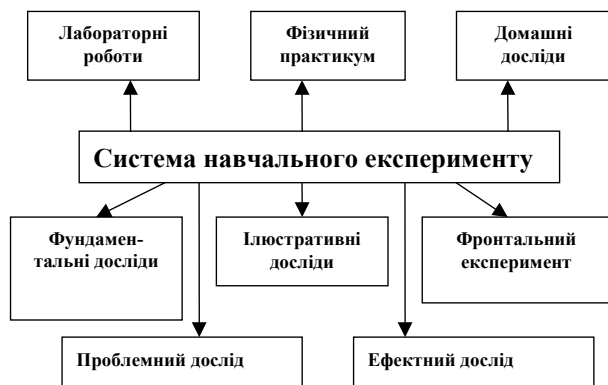 Лабораторні
роботи
Фізичний
практикум
Домашні
досліди
Система навчального експерименту
Фундамен-
тальні досліди
Ілюстративні
досліди
Фронтальний
експеримент
Проблемний дослід
Ефектний дослід